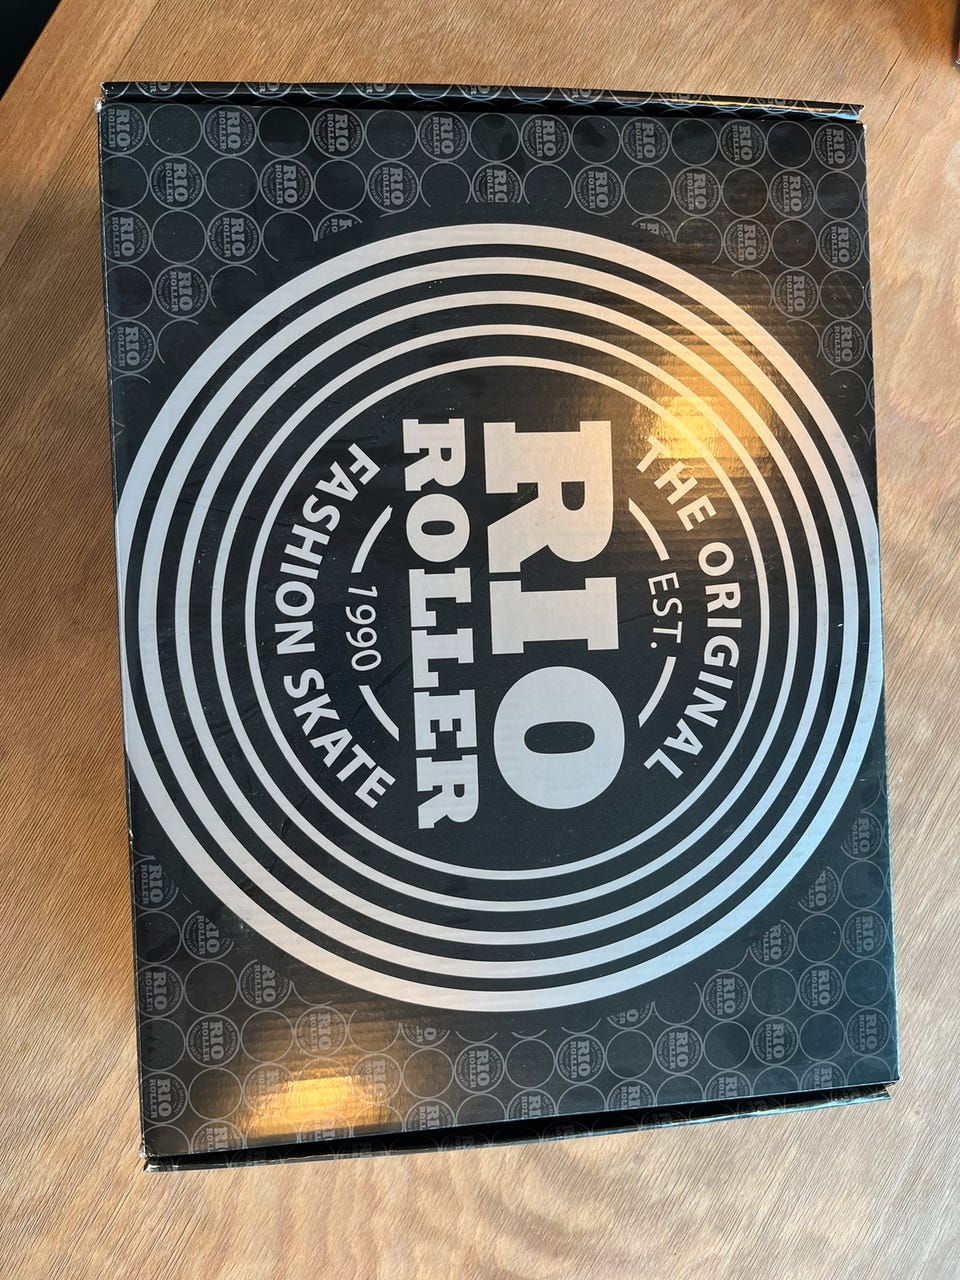 THE ORIGINAL
EST.
RIO
ROLLER
1990
FASHION SKATE